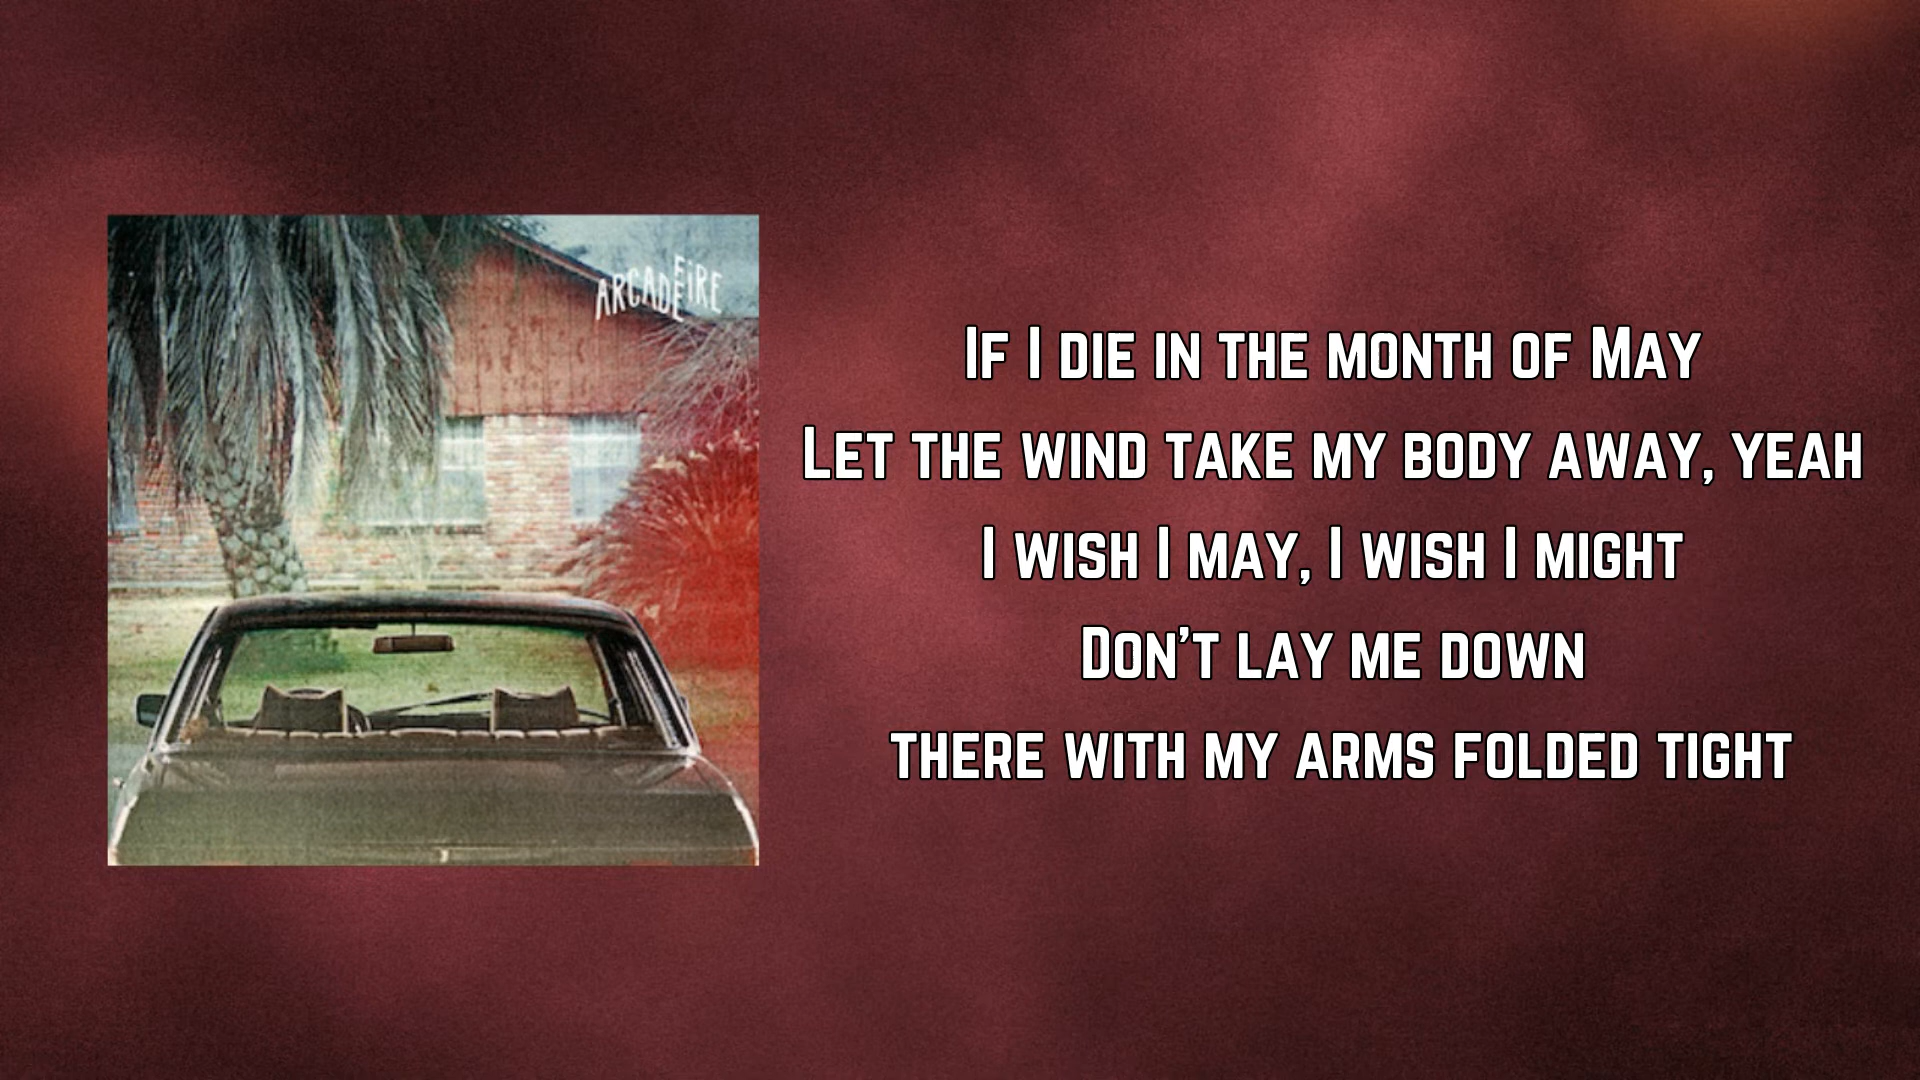 ARCADE FIRE
If I die in the month of May
Let the wind take my body away, yeah
I wish I may, I wish I might
Don't lay me down
there with my arms folded tight